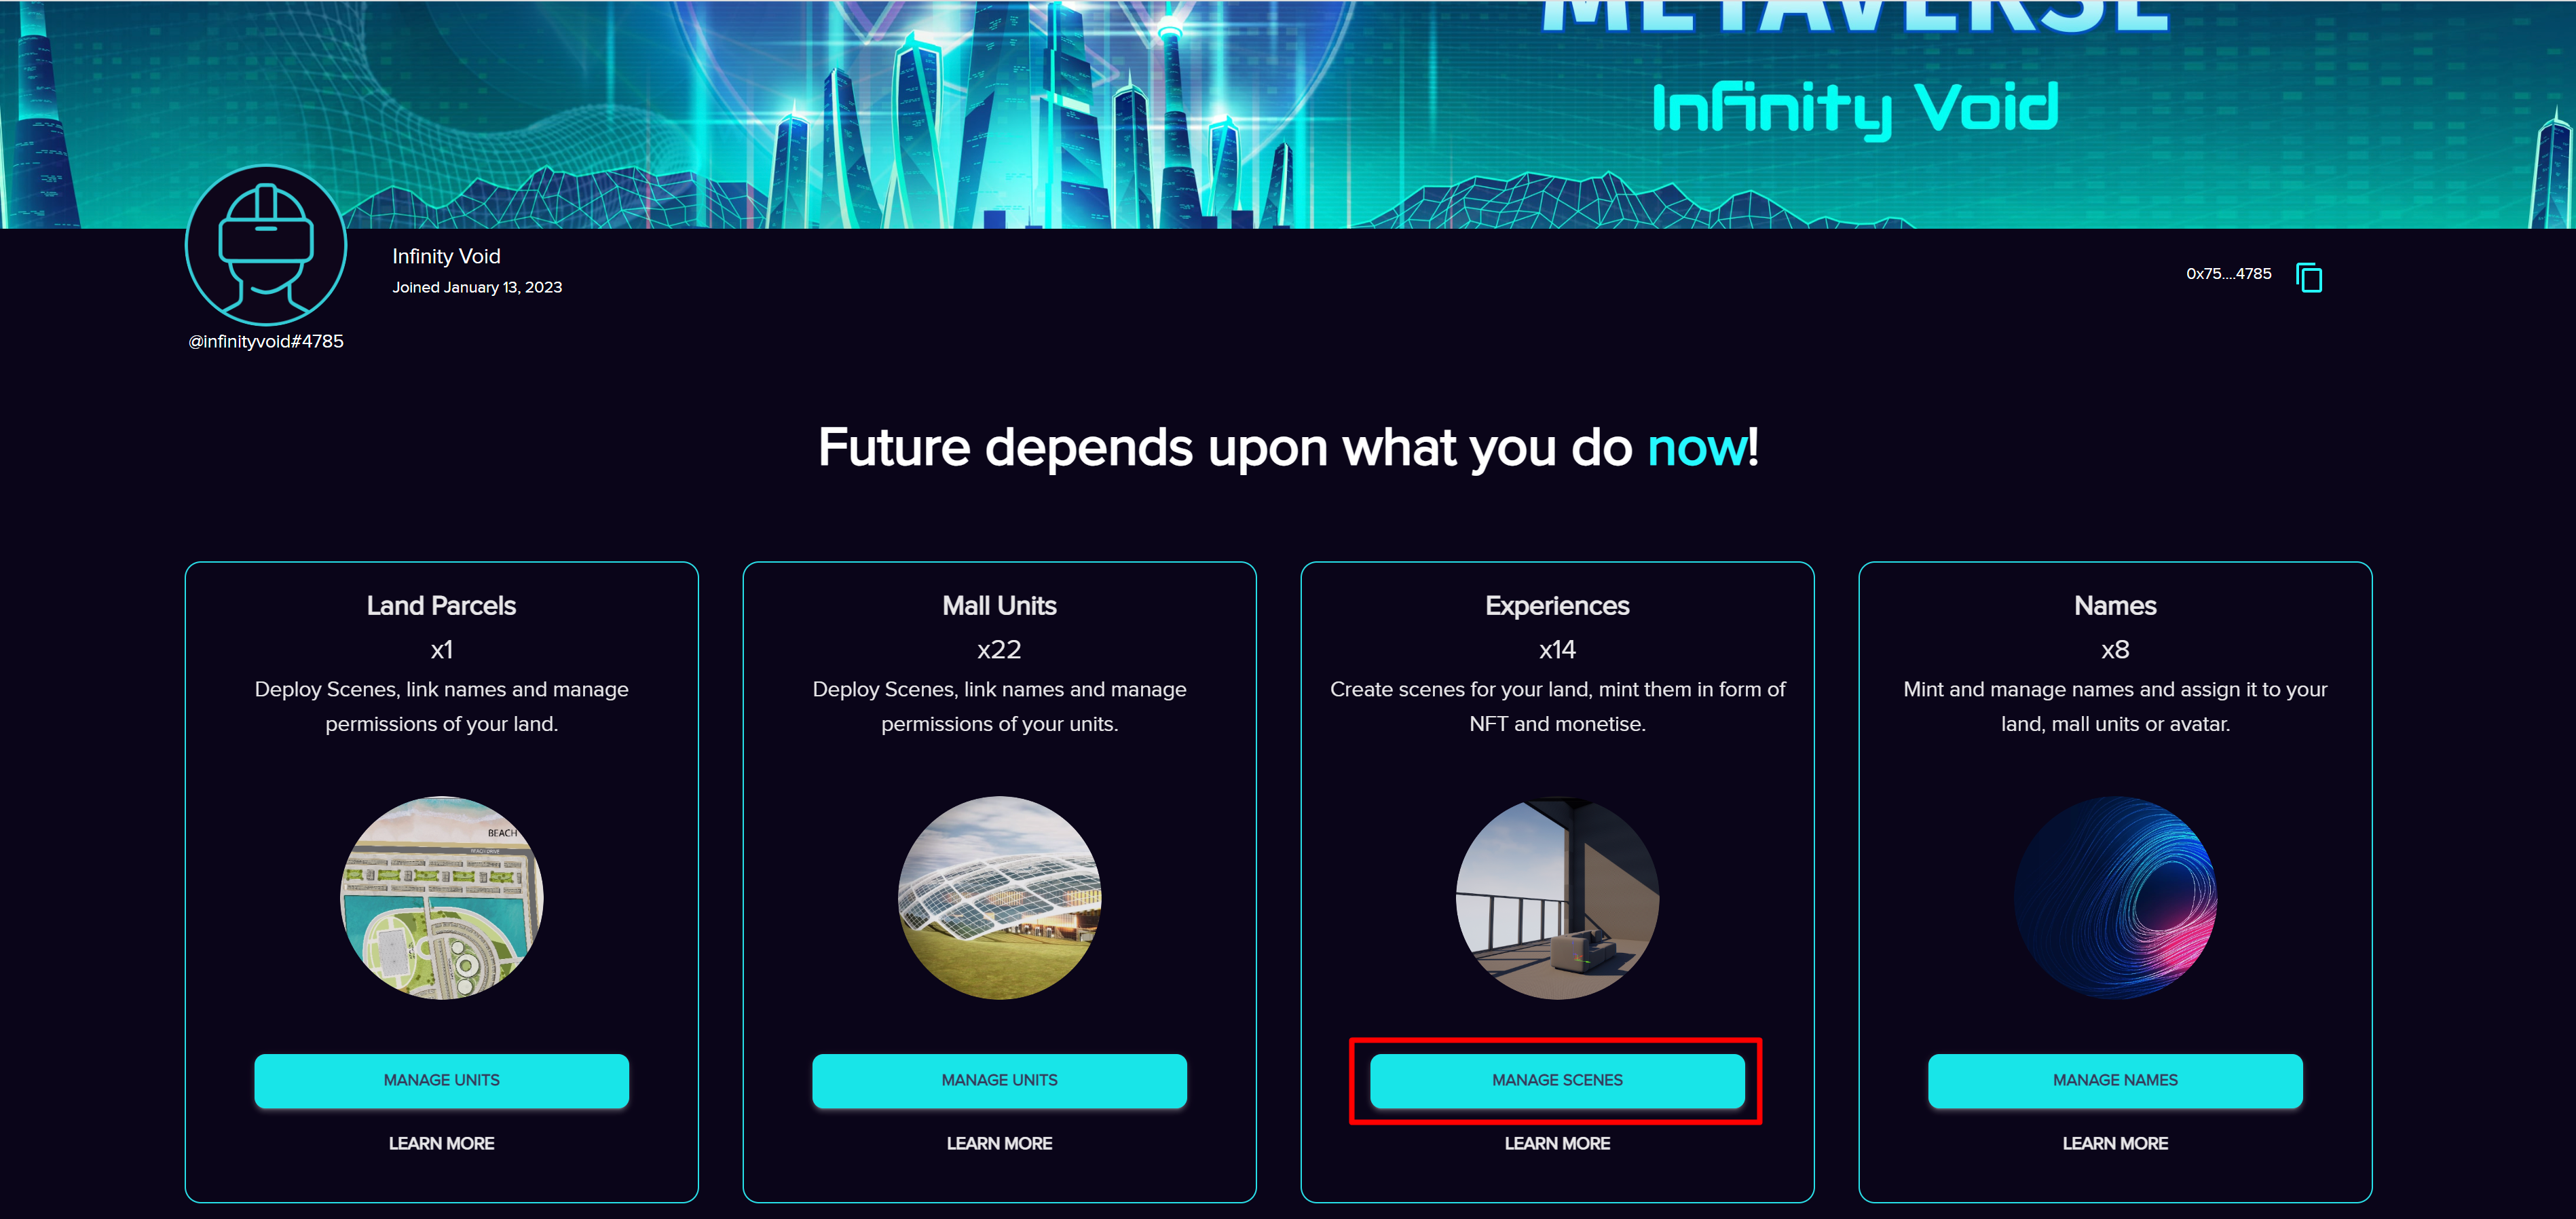 METAVERSE
Infinity Void
Infinity Void
Joined January 13, 2023
0x75....4785
@infinityvoid#4785
Future depends upon what you do now!
Land Parcels
x1
Deploy Scenes, link names and manage
permissions of your land.
BEACH
BEACH DRIVE
MANAGE UNITS
LEARN MORE
Mall Units
x22
Deploy Scenes, link names and manage
permissions of your units.
MANAGE UNITS
LEARN MORE
Experiences
x14
Create scenes for your land, mint them in form of
NFT and monetise.
MANAGE SCENES
LEARN MORE
Names
x8
Mint and manage names and assign it to your
land, mall units or avatar.
MANAGE NAMES
LEARN MORE